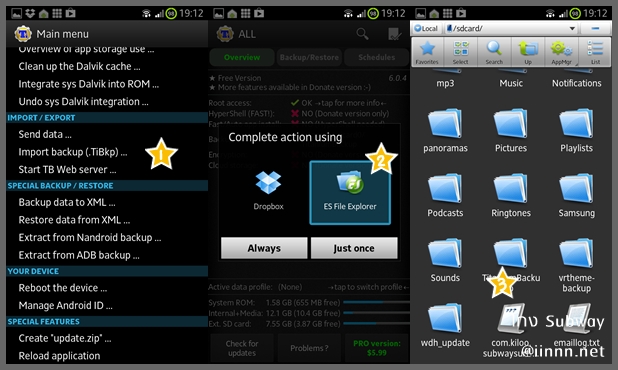 98 19:12
Main menu
Overview of app storage use ...
Clean up the Dalvik cache ...
Integrate sys Dalvik into ROM ...
Undo sys Dalvik integration ...
IMPORT / EXPORT
Send data ...
Import backup (.TiBkp) ...
1
Start TB Web server ...
SPECIAL BACKUP / RESTORE
Backup data to XML ...
Restore data from XML ...
Extract from Nandroid backup ...
Extract from ADB backup ...
YOUR DEVICE
Reboot the device ...
Manage Android ID ...
SPECIAL FEATURES
Create "update.zip" ...
Reload application
98 19:12
ALL
Overview
Backup/Restore
Schedules
★ Free Version 6.0.4
★ More features available in Donate version :-)
Root access: OK ⇢tap for more info⇠
HyperShell (FAST!): NO (Donate version only)
Complete action using
2
Dropbox
ES File Explorer
Always
Just once
Active data profile: (None) ⇢tap to switch profile⇠
System ROM: 1.58 GB (655 MB free)
Internal+Media: 12.1 GB (10.4 GB free)
Ext. SD card: 7.55 GB (3.87 GB free)
Check for updates
Problems ?
PRO version: $5.99
98 19:12
Local
/sdcard/
Favorites
Select
Search
Up
AppMgr
List
mp3
Music
Notifications
panoramas
Pictures
Playlists
Podcasts
Ringtones
Samsung
Sounds
3
vrtheme-backup
wdh_update
com.kiloo.subwaysu
emaillog.txt
เกง Subway
@iinnn.net